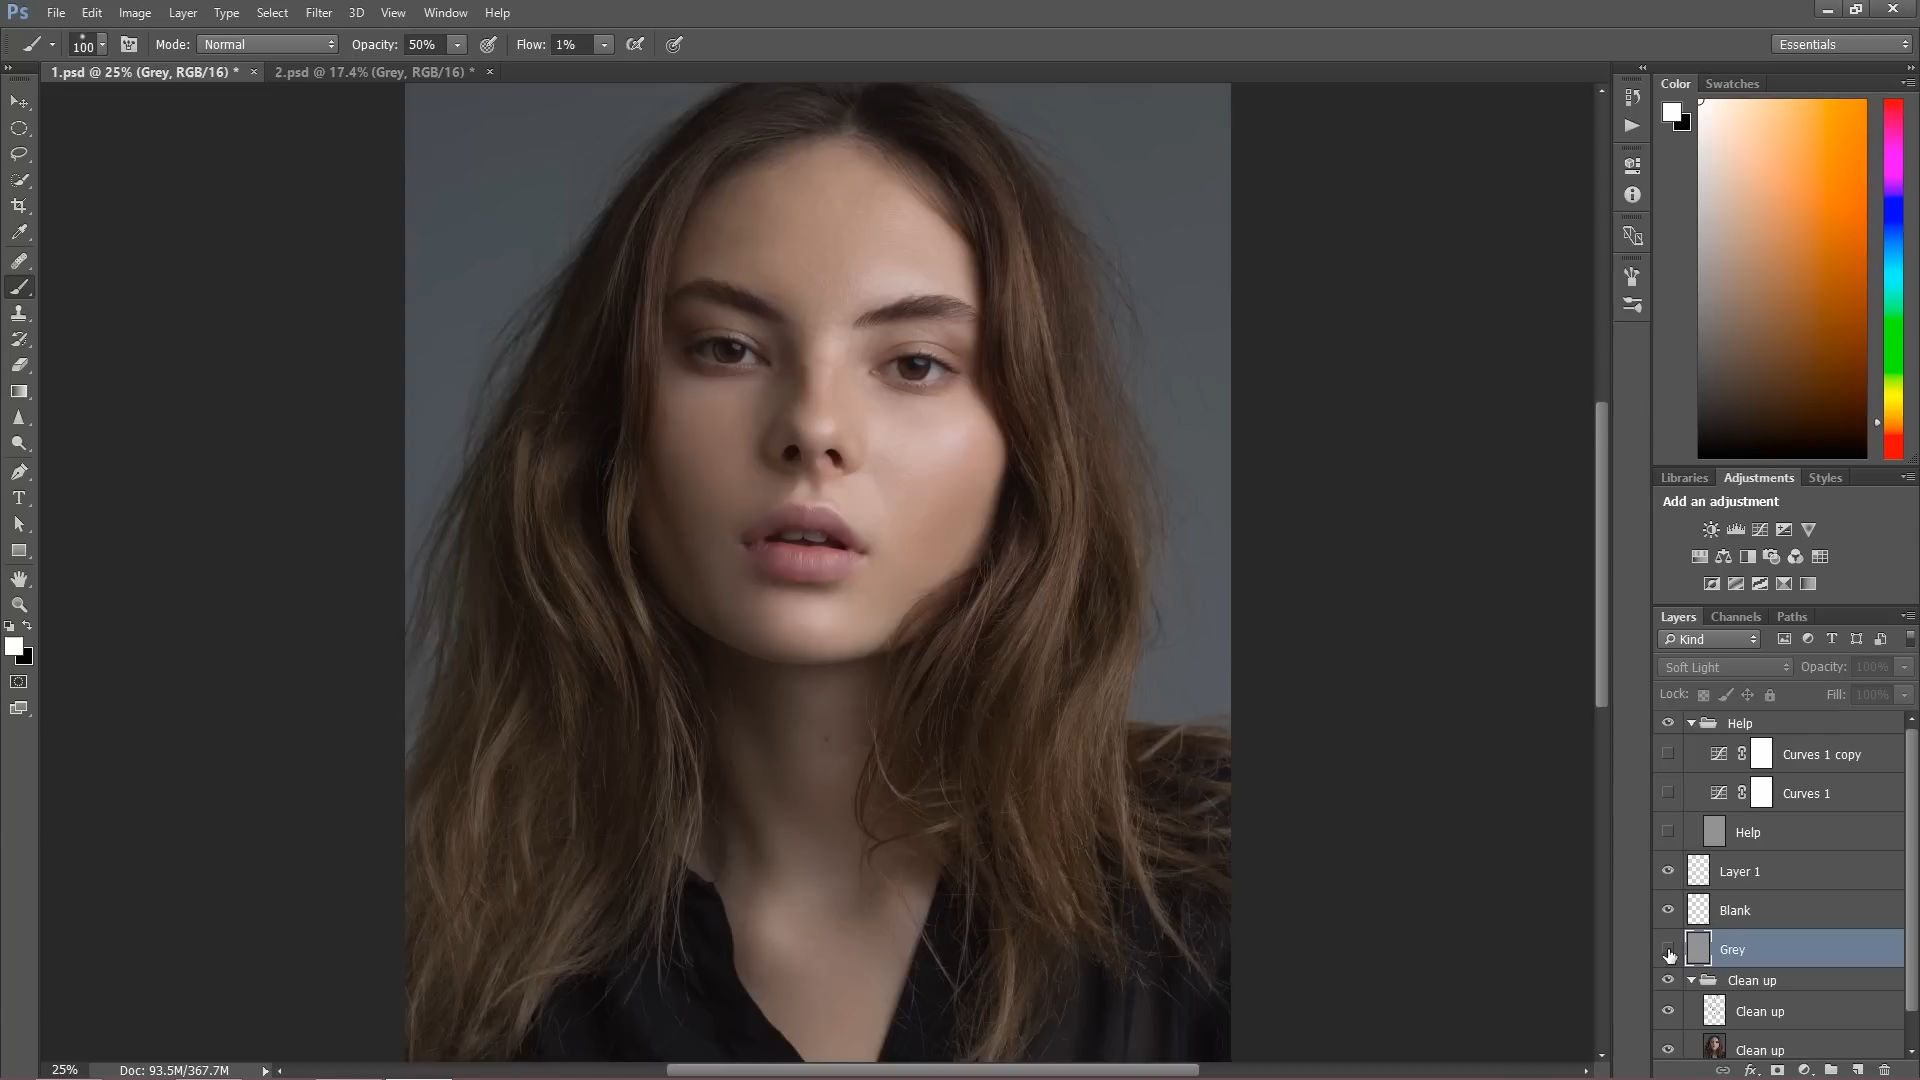 Ps File Edit Image Layer Type Select Filter 3D View Window Help
100 Mode: Normal Opacity: 50% Flow: 1% Essentials
1.psd @ 25% (Grey, RGB/16) * × 2.psd @ 17.4% (Grey, RGB/16) * ×
Color Swatches
Libraries Adjustments Styles
Add an adjustment
T
Layers Channels Paths
Kind T
Soft Light Opacity: 100%
Lock: Fill: 100%
Help
Curves 1 copy
Curves 1
Help
Layer 1
Blank
Grey
Clean up
Clean up
Clean up
25% Doc: 93.5M/367.7M fx